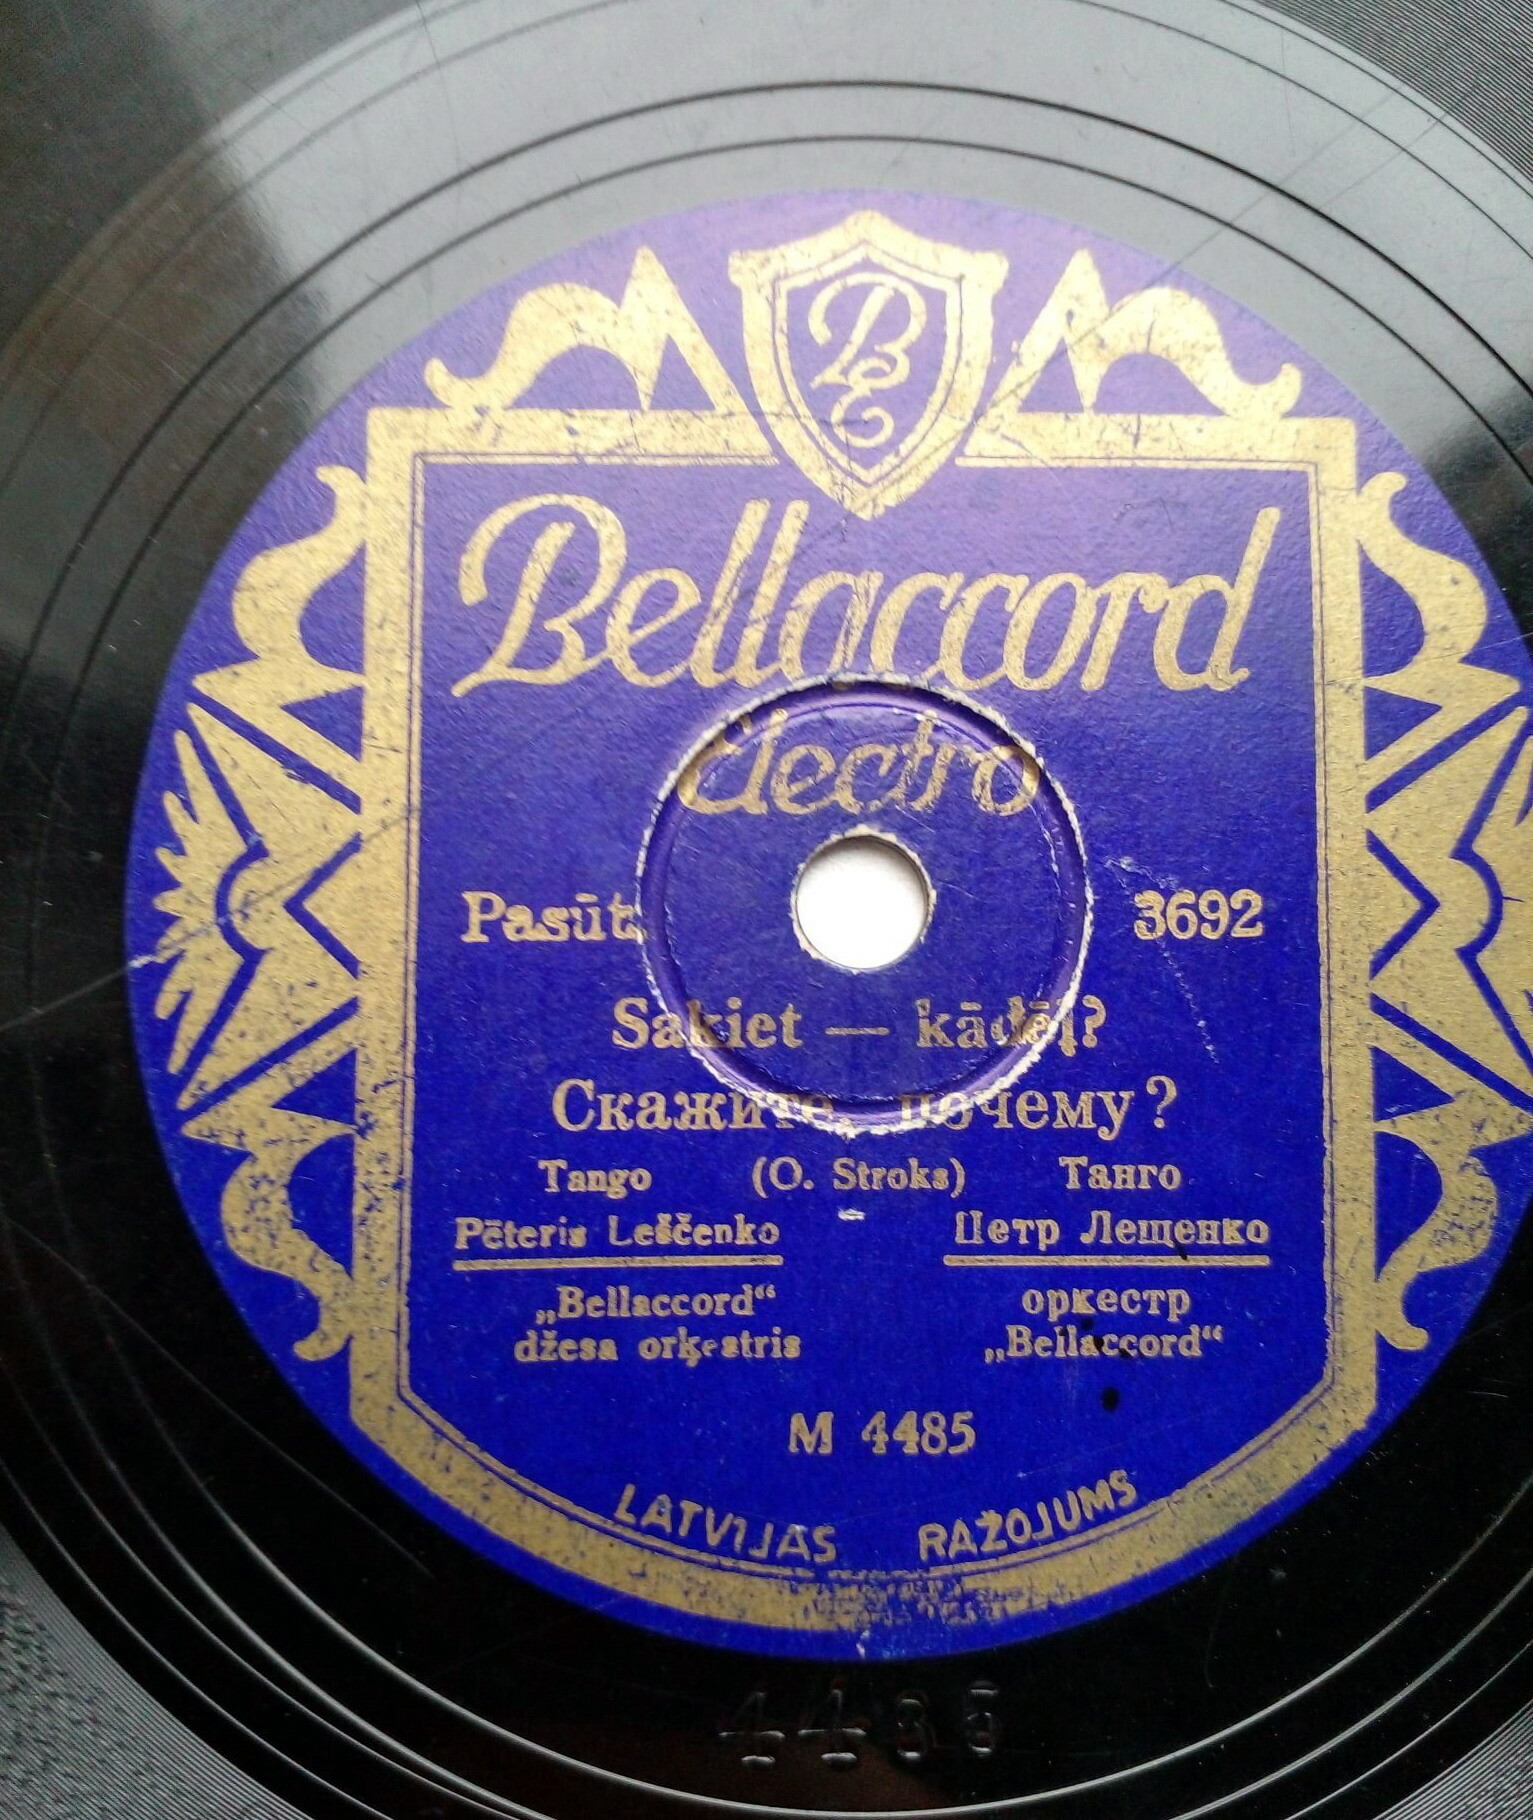 BE
Bellaccord
Electro
Pasūt. 3692
Sakiet — kādēļ?
Скажите, почему?
Tango (O. Stroks) Танго
Pēteris Leščenko Петр Лещенко
„Bellaccord“ оркестр
džesa orķestris „Bellaccord“
M 4485
LATVIJAS RAŽOJUMS
4485